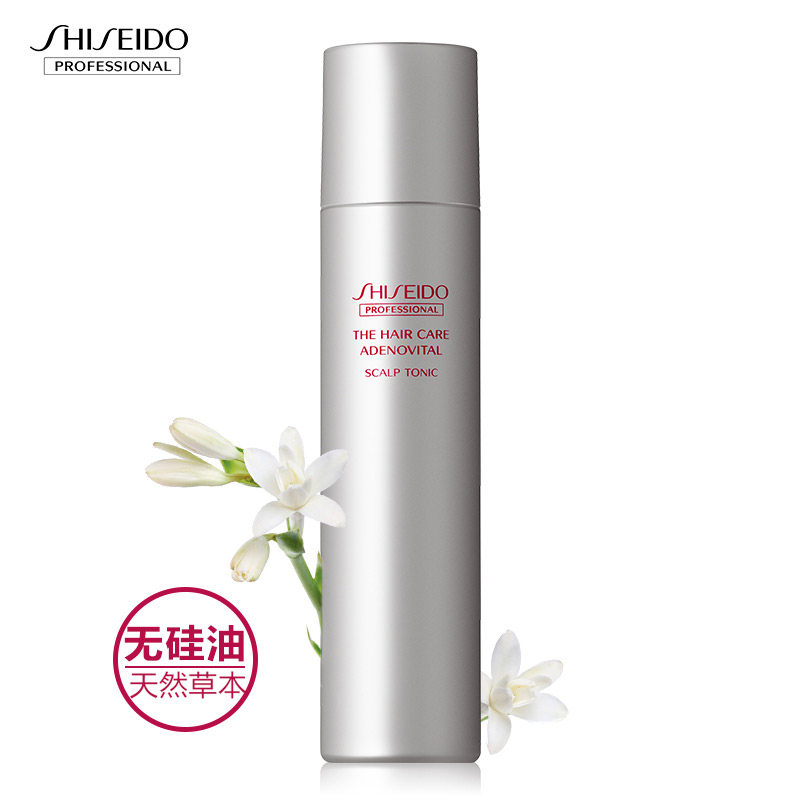 SHISEIDO
PROFESSIONAL
SHISEIDO
PROFESSIONAL
THE HAIR CARE
ADENOVITAL
SCALP TONIC
无硅油
天然草本